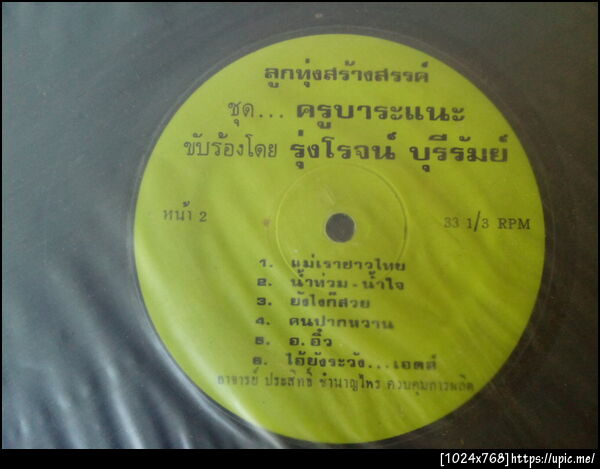 ลูกทุ่งสร้างสรรค์
ชุด... ครูบาระแนะ
ขับร้องโดย รุ่งโรจน์ บุรีรัมย์
หน้า 2
33 1/3 RPM
1. แม่เราชาวไทย
2. น้ำท่วม - น้ำใจ
3. ยังไงก็สวย
4. คนปากหวาน
5. อ. อิ๋ว
6. ไอ้ยังระวัง...เอดส์
อาจารย์ ประสิทธิ์ ชำนาญไพร ควบคุมการผลิต
[1024x768]https://upic.me/